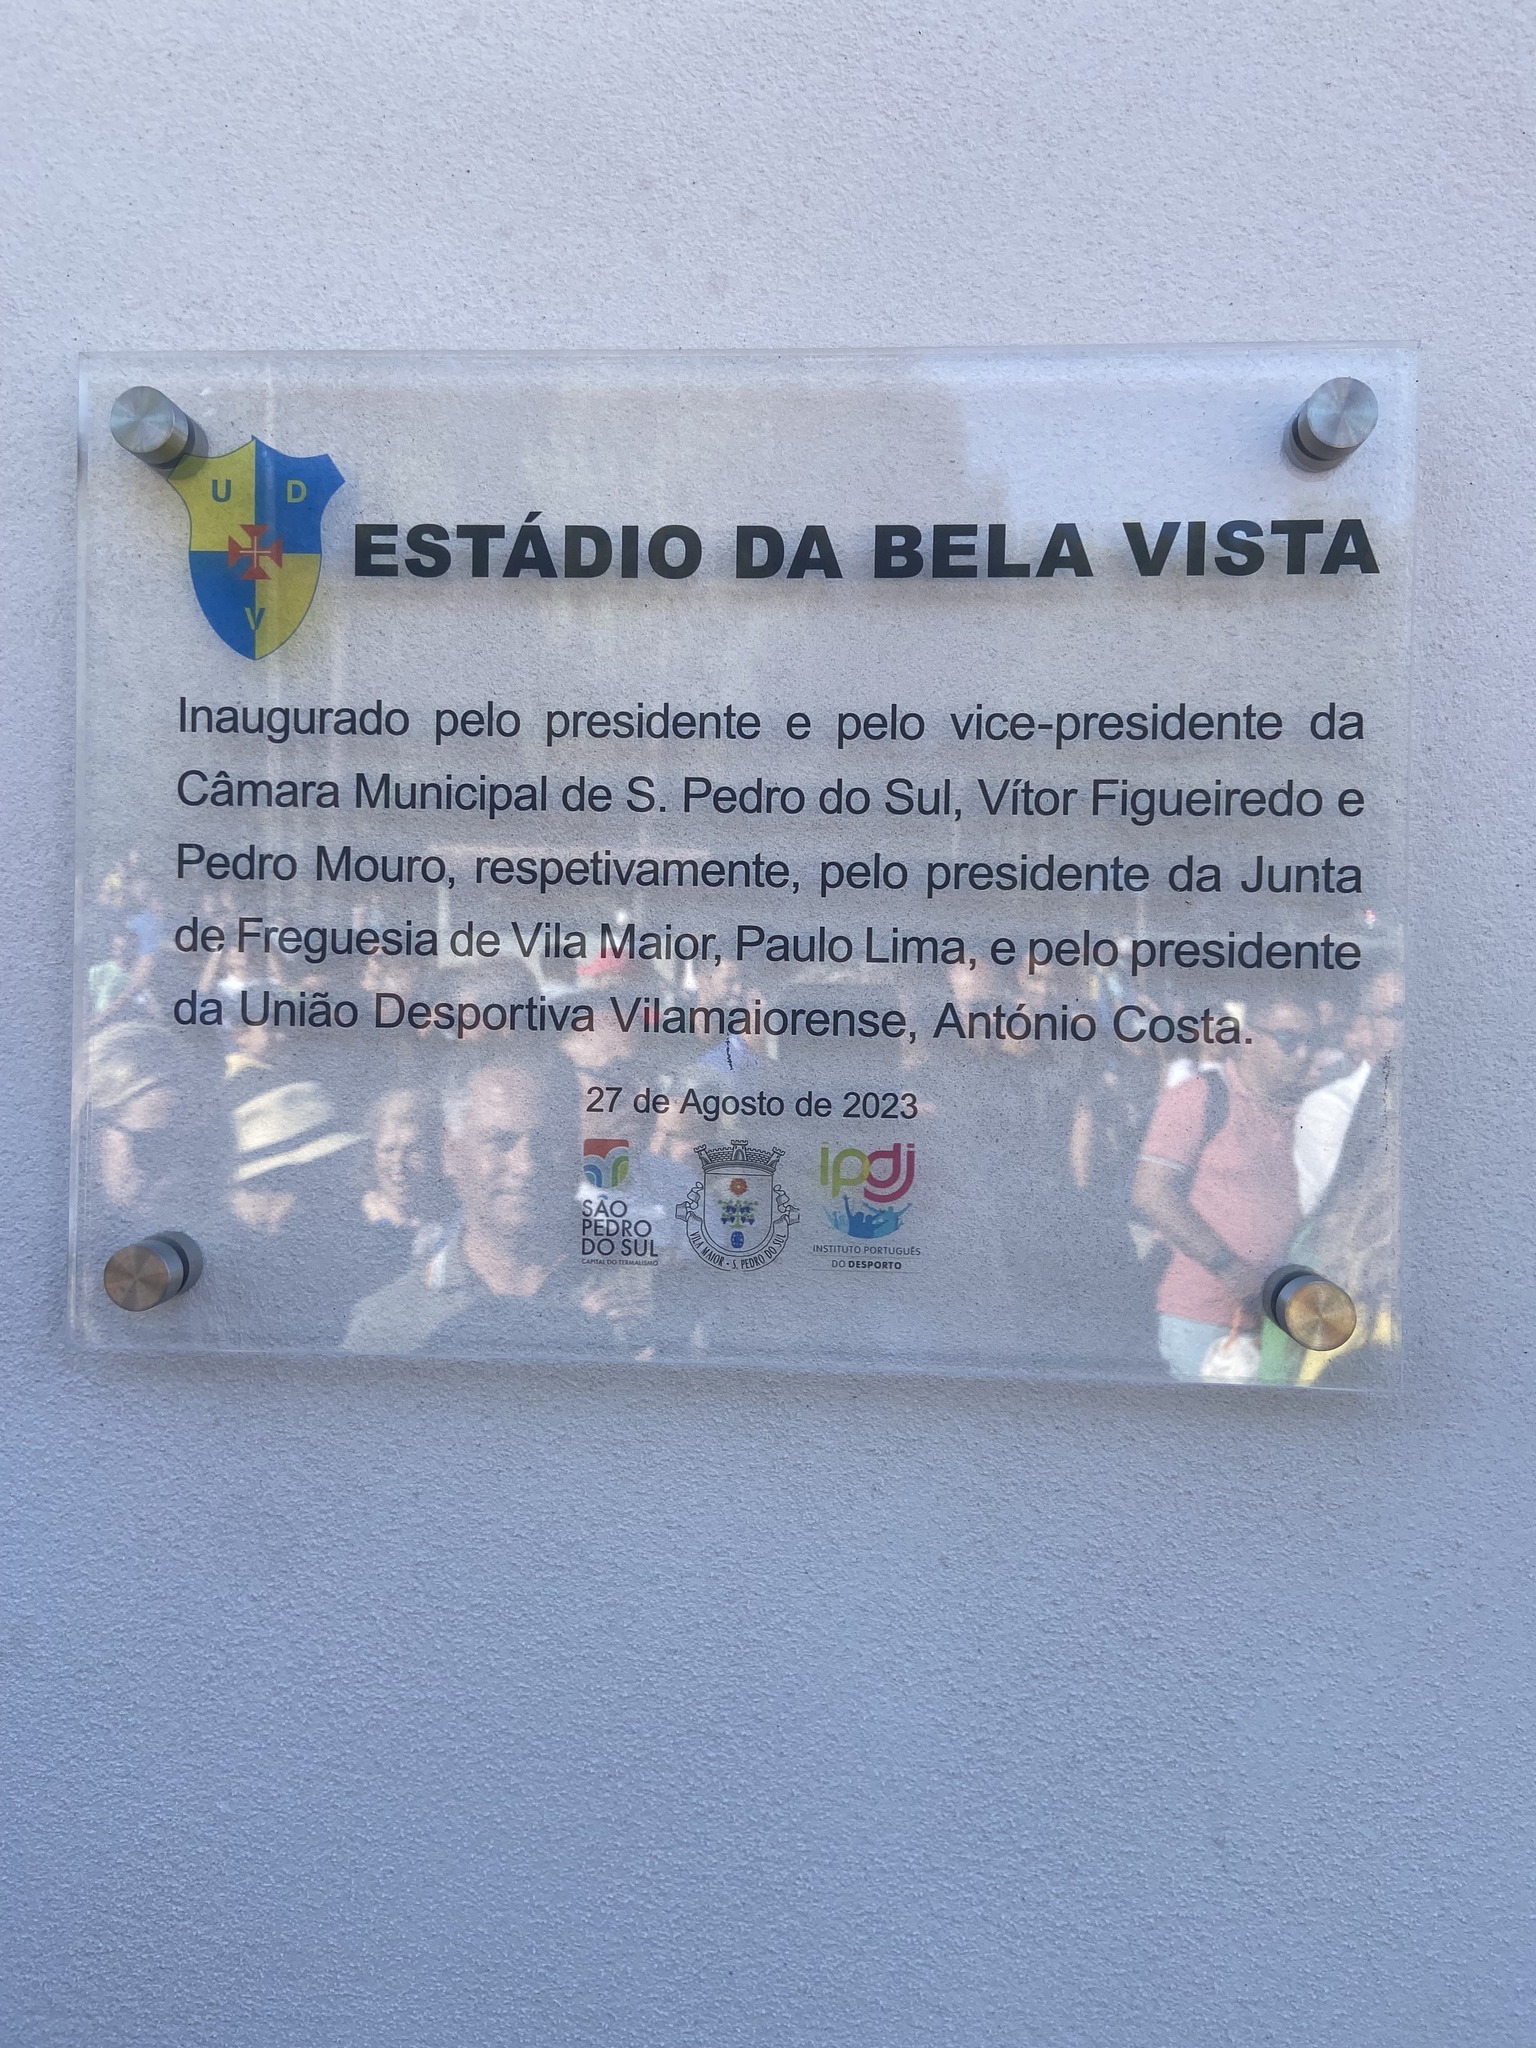 U D
V
ESTÁDIO DA BELA VISTA
Inaugurado pelo presidente e pelo vice-presidente da
Câmara Municipal de S. Pedro do Sul, Vítor Figueiredo e
Pedro Mouro, respetivamente, pelo presidente da Junta
de Freguesia de Vila Maior, Paulo Lima, e pelo presidente
da União Desportiva Vilamaiorense, António Costa.
27 de Agosto de 2023
SÃO
PEDRO
DO SUL
CAPITAL DO TERMALISMO
VILA MAIOR - S. PEDRO DO SUL
ipdj
INSTITUTO PORTUGUÊS
DO DESPORTO